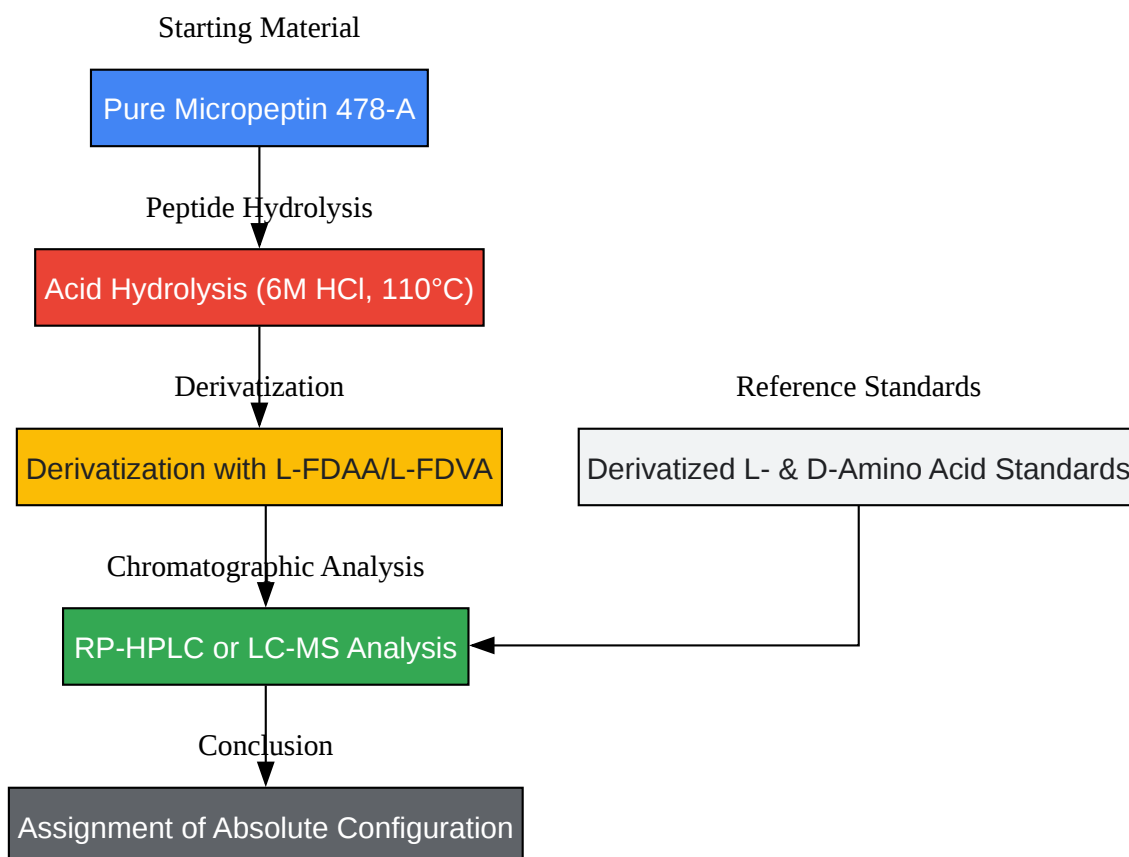 Starting Material
Pure Micropeptin 478-A
Peptide Hydrolysis
Acid Hydrolysis (6M HCl, 110°C)
Derivatization
Reference Standards
Derivatization with L-FDAA/L-FDVA
Derivatized L- & D-Amino Acid Standards
Chromatographic Analysis
RP-HPLC or LC-MS Analysis
Conclusion
Assignment of Absolute Configuration